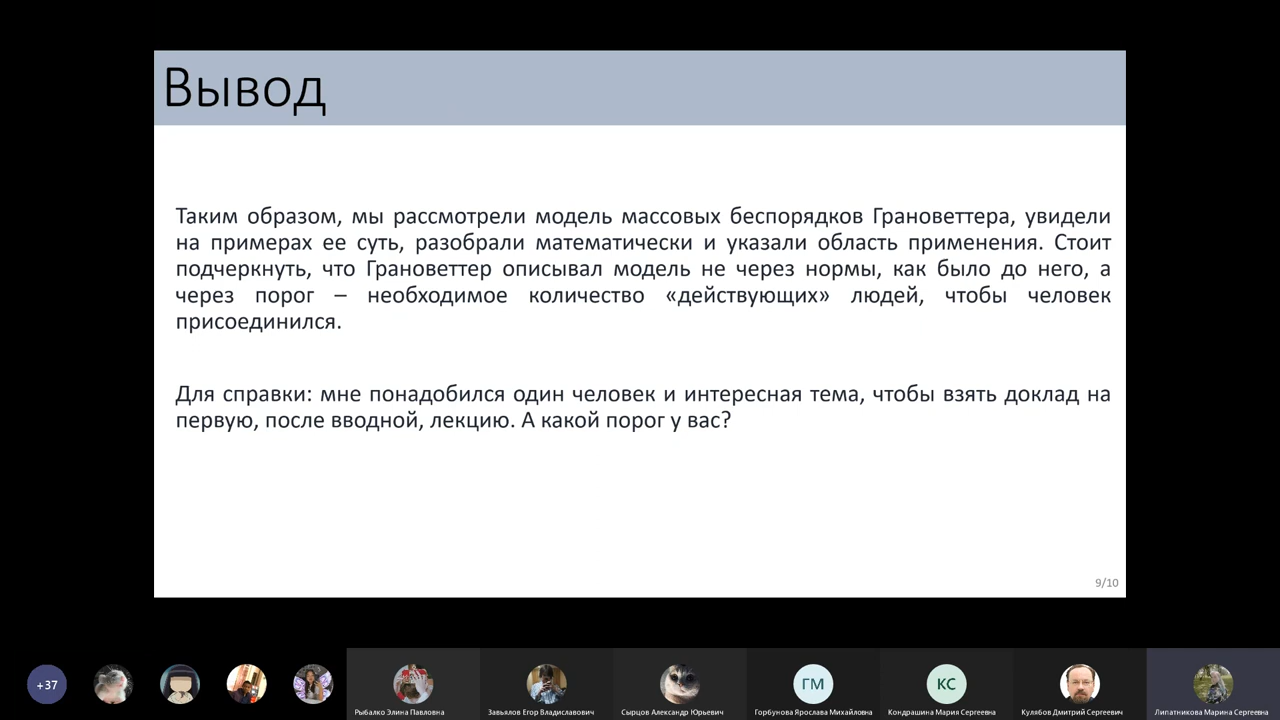 Вывод
Таким образом, мы рассмотрели модель массовых беспорядков Грановеттера, увидели
на примерах ее суть, разобрали математически и указали область применения. Стоит
подчеркнуть, что Грановеттер описывал модель не через нормы, как было до него, а
через порог – необходимое количество «действующих» людей, чтобы человек
присоединился.
Для справки: мне понадобился один человек и интересная тема, чтобы взять доклад на
первую, после вводной, лекцию. А какой порог у вас?
9/10
+37
ГМ
КС
Рыбалко Элина Павловна
Завьялов Егор Владиславович
Сырцов Александр Юрьевич
Горбунова Ярослава Михайловна
Кондрашина Мария Сергеевна
Кулябов Дмитрий Сергеевич
Липатникова Марина Сергеевна